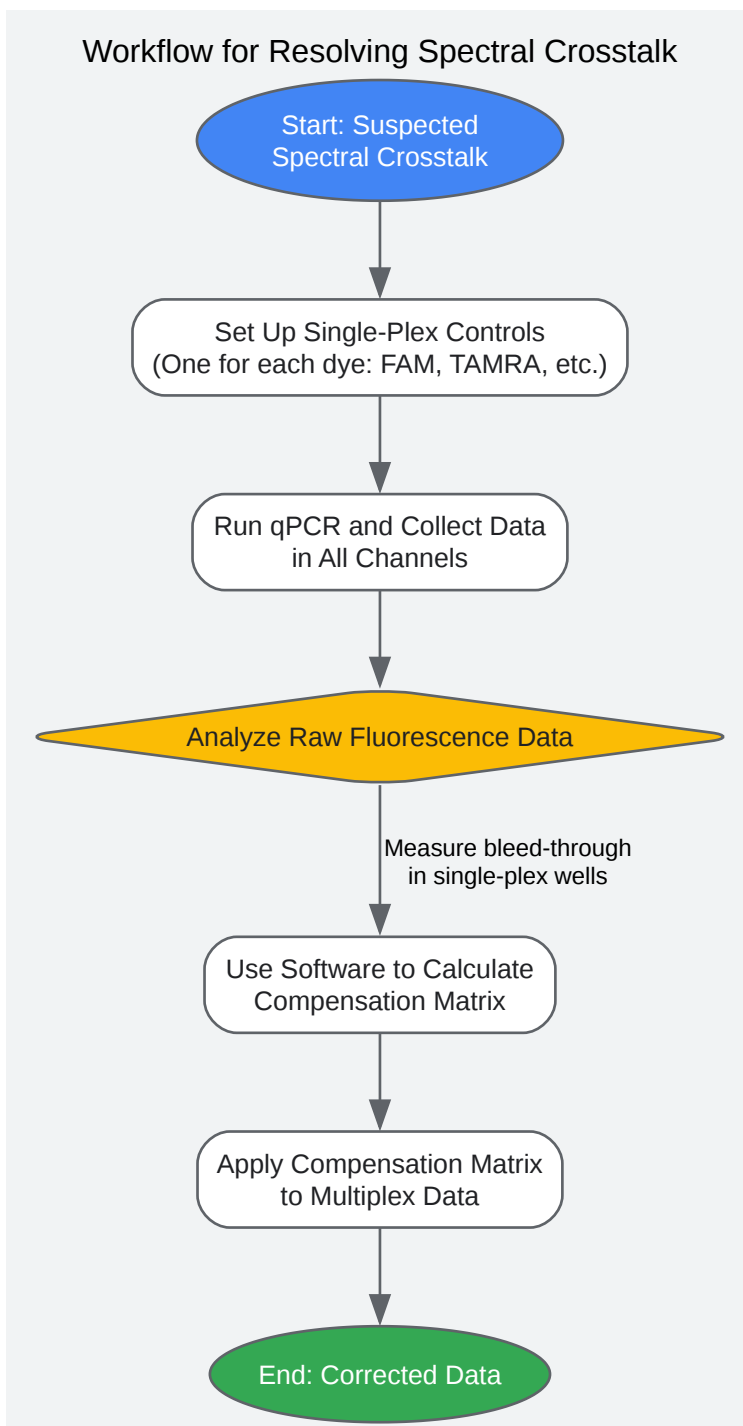 Workflow for Resolving Spectral Crosstalk
Start: Suspected
Spectral Crosstalk
Set Up Single-Plex Controls
(One for each dye: FAM, TAMRA, etc.)
Run qPCR and Collect Data
in All Channels
Analyze Raw Fluorescence Data
Measure bleed-through
in single-plex wells
Use Software to Calculate
Compensation Matrix
Apply Compensation Matrix
to Multiplex Data
End: Corrected Data